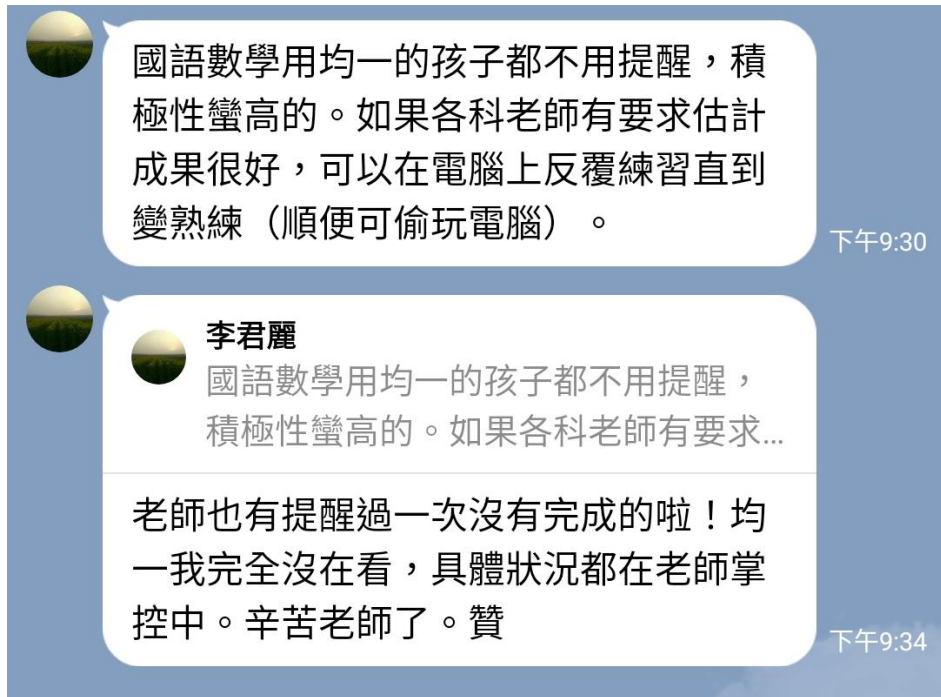 國語數學用均一的孩子都不用提醒，積
極性蠻高的。如果各科老師有要求估計
成果很好，可以在電腦上反覆練習直到
變熟練（順便可偷玩電腦）。
下午9:30
李君麗
國語數學用均一的孩子都不用提醒，
積極性蠻高的。如果各科老師有要求...
老師也有提醒過一次沒有完成的啦！均
一我完全沒在看，具體狀況都在老師掌
控中。辛苦老師了。贊
下午9:34